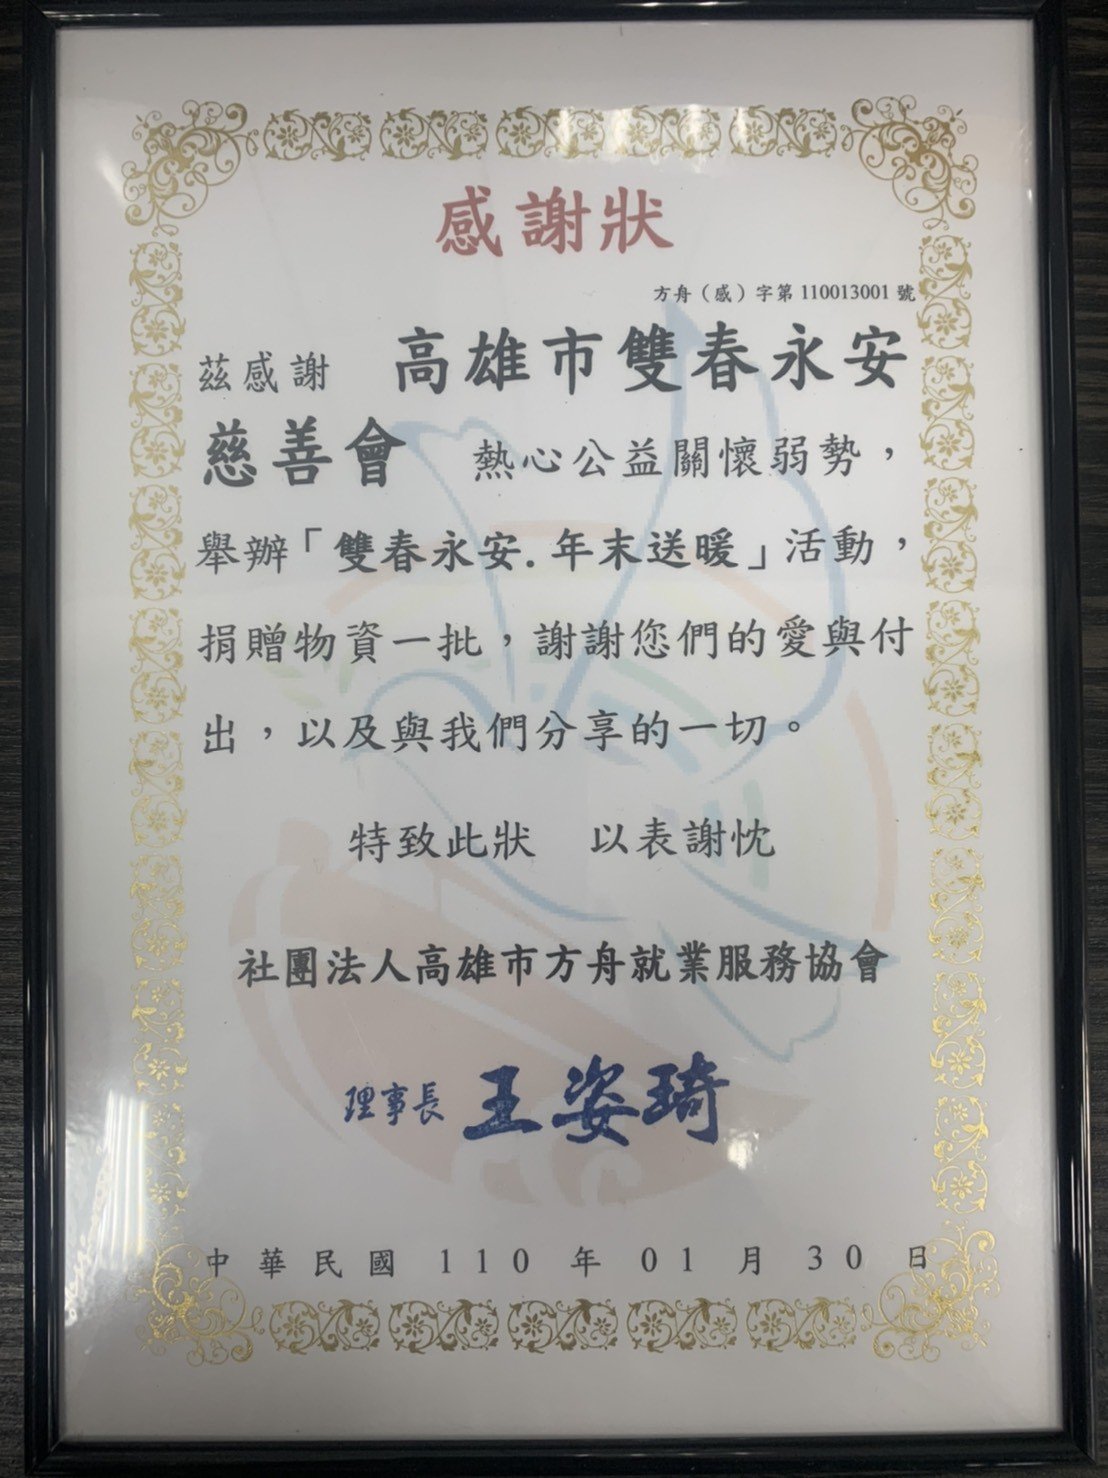 感謝狀
方舟（感）字第110013001號
茲感謝 高雄市雙春永安
慈善會 熱心公益關懷弱勢，
舉辦「雙春永安.年末送暖」活動，
捐贈物資一批，謝謝您們的愛與付
出，以及與我們分享的一切。
特致此狀 以表謝忱
社團法人高雄市方舟就業服務協會
理事長 王姿琦
中華民國 110 年 01 月 30 日